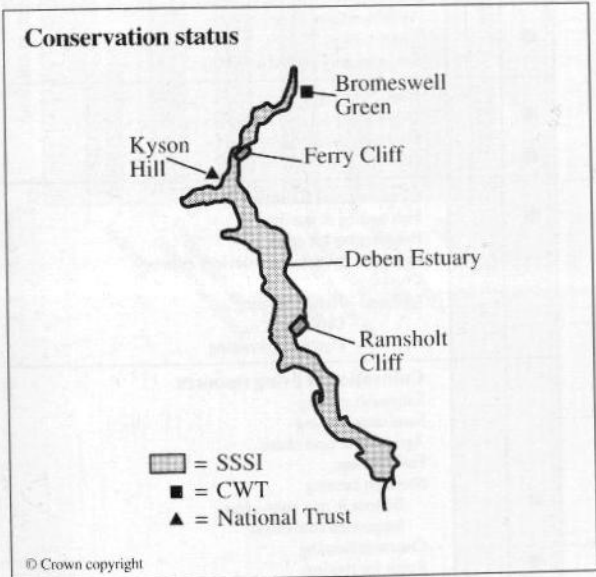 Conservation status
Bromeswell
Green
Kyson
Hill
Ferry Cliff
Deben Estuary
Ramsholt
Cliff
= SSSI
= CWT
= National Trust
© Crown copyright